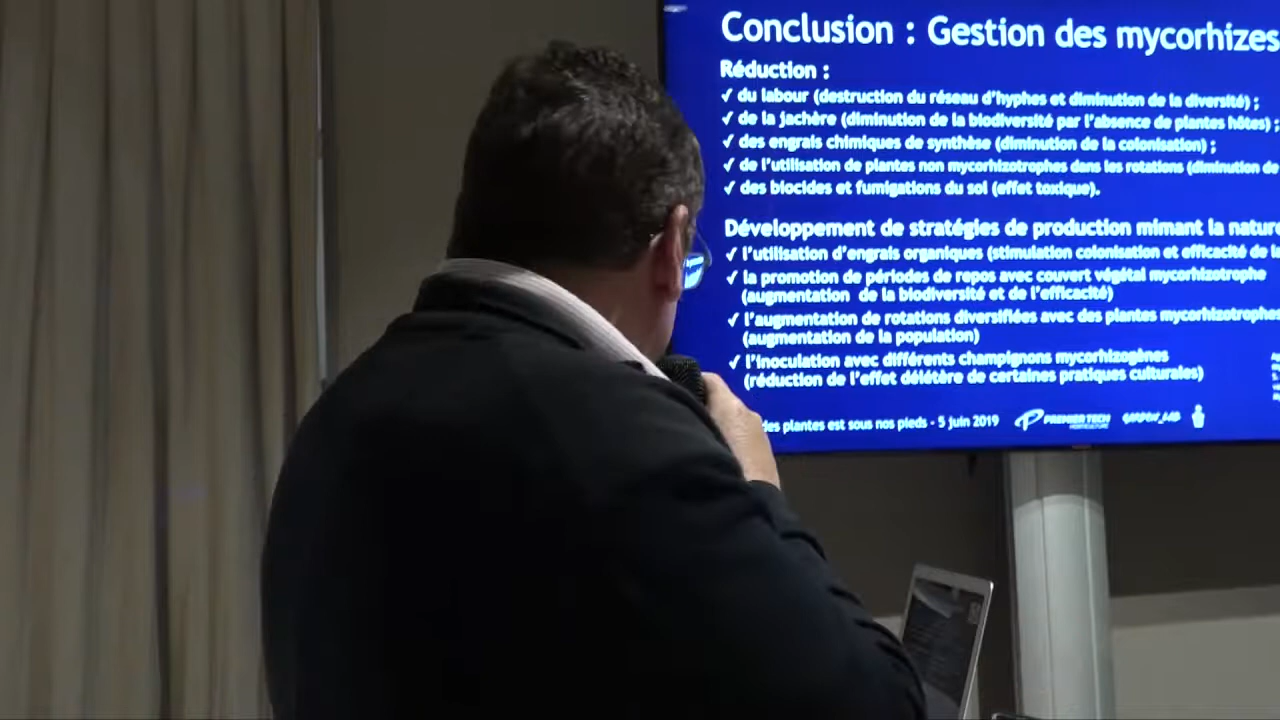 Conclusion : Gestion des mycorhizes
Réduction :
✓ du labour (destruction du réseau d'hyphes et diminution de la diversité) ;
✓ de la jachère (diminution de la biodiversité par l'absence de plantes hôtes) ;
✓ des engrais chimiques de synthèse (diminution de la colonisation) ;
✓ de l'utilisation de plantes non mycorhizotrophes dans les rotations (diminution de
✓ des biocides et fumigations du sol (effet toxique).
Développement de stratégies de production mimant la nature
✓ l'utilisation d'engrais organiques (stimulation colonisation et efficacité de
✓ la promotion de périodes de repos avec couvert végétal mycorhizotrophe
(augmentation de la biodiversité et de l'efficacité)
✓ l'augmentation de rotations diversifiées avec des plantes mycorhizotrophes
(augmentation de la population)
✓ l'inoculation avec différents champignons mycorhizogènes
(réduction de l'effet délétère de certaines pratiques culturales)
des plantes est sous nos pieds - 5 juin 2019
PREMIER TECH
HORTICULTURE